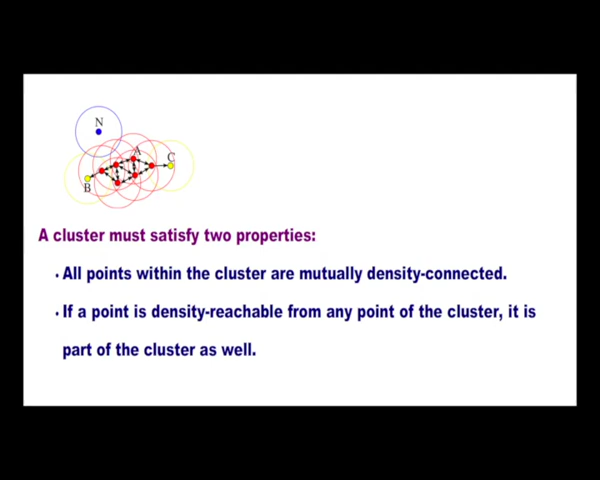 N
A
C
B
A cluster must satisfy two properties:
· All points within the cluster are mutually density-connected.
· If a point is density-reachable from any point of the cluster, it is
part of the cluster as well.